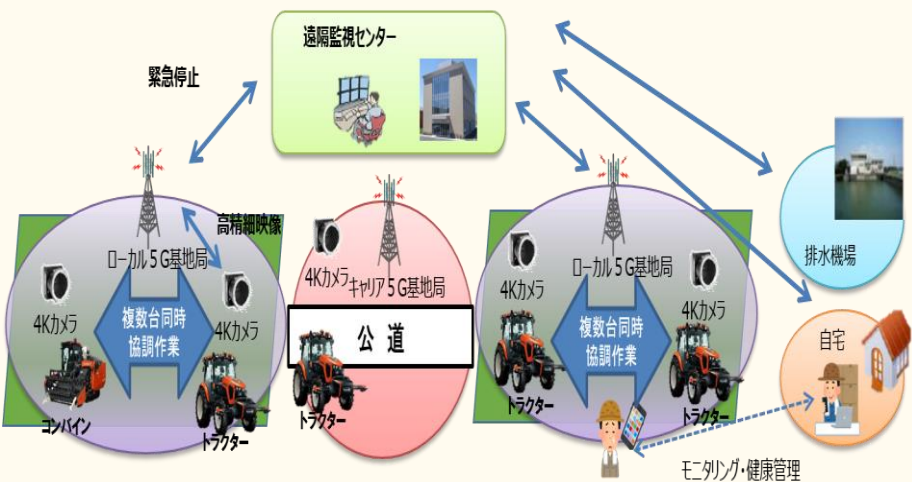 遠隔監視センター
緊急停止
高精細映像
ローカル５G基地局
4Kカメラ
4Kカメラ
複数台同時
協調作業
コンバイン
トラクター
4Kカメラ
キャリア５G基地局
公 道
トラクター
ローカル５G基地局
4Kカメラ
4Kカメラ
複数台同時
協調作業
トラクター
トラクター
排水機場
自宅
モニタリング・健康管理